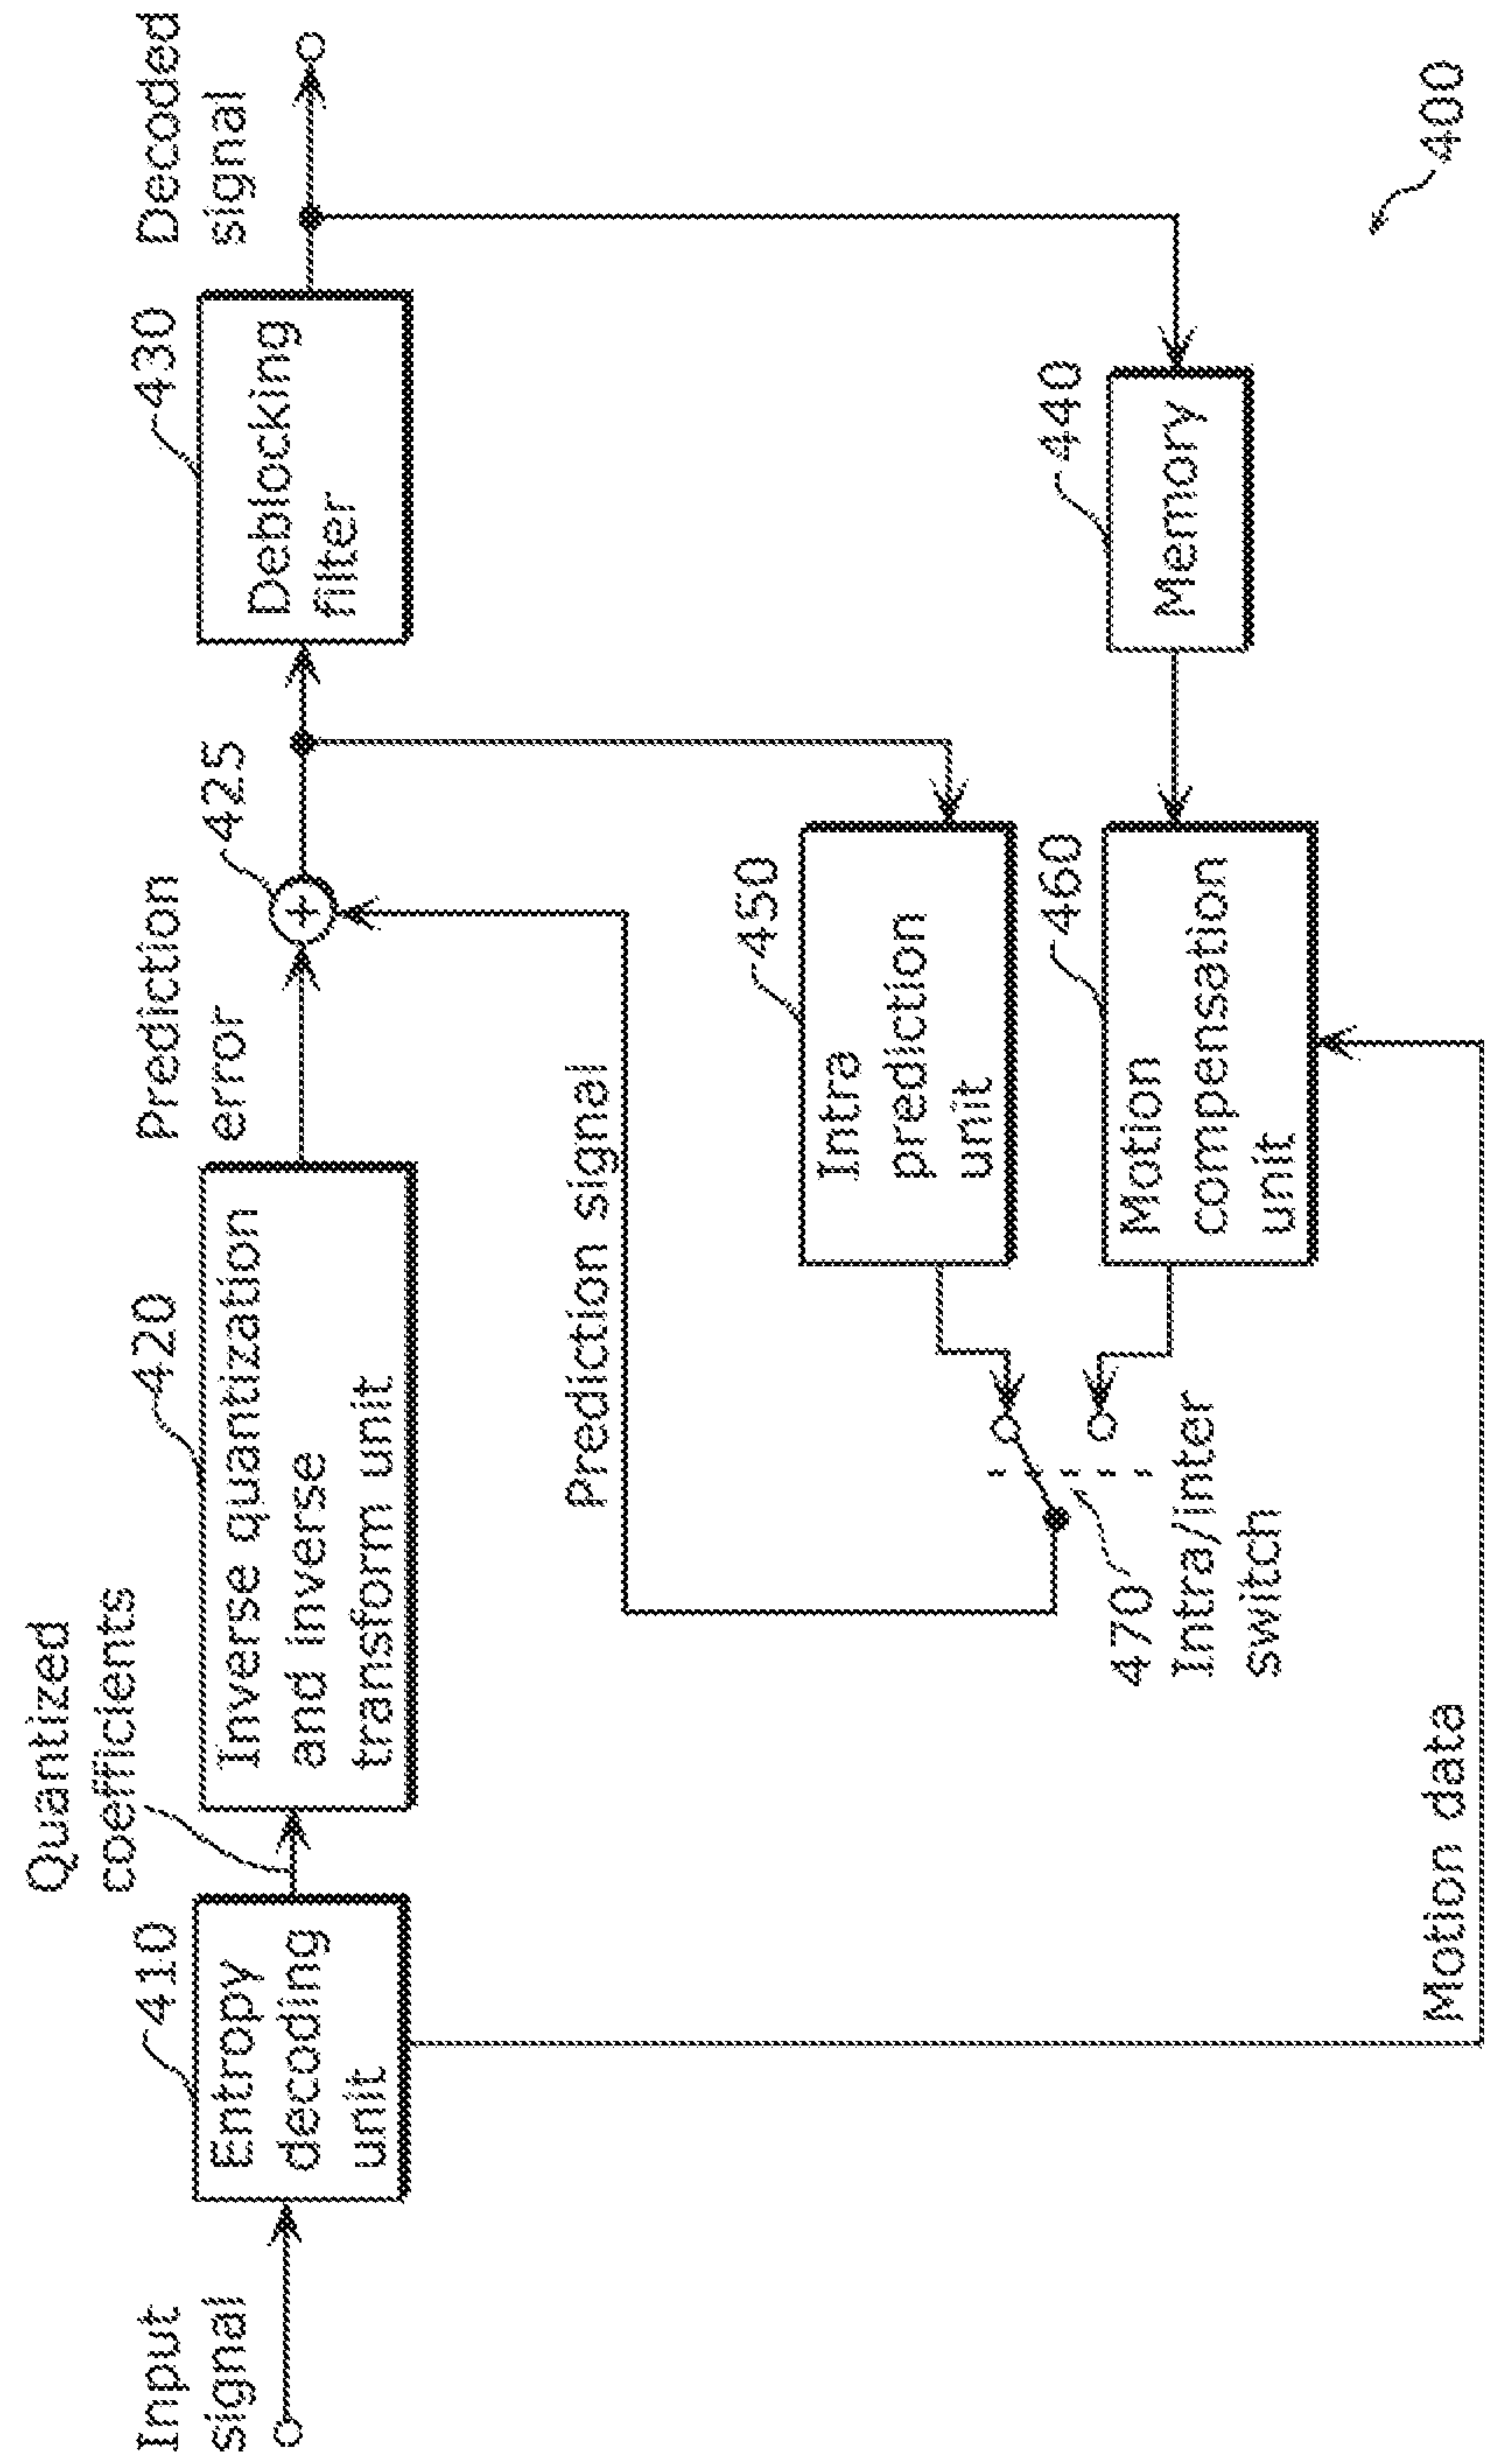 Input
signal
410
Entropy
decoding
unit
Quantized
coefficients
420
Inverse quantization
and inverse
transform unit
Prediction
error
425
+
430
Deblocking
filter
Decoded
signal
Prediction signal
450
Intra
prediction
unit
440
Memory
460
Motion
compensation
unit
470
Intra/inter
switch
Motion data
400